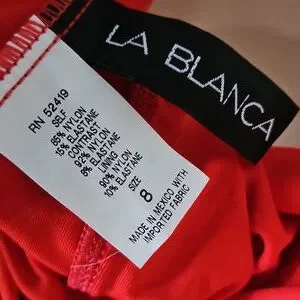 LA BLANCA
RN 52419
SELF
85% NYLON
15% ELASTANE
CONTRAST
92% NYLON
8% ELASTANE
LINING
90% NYLON
10% ELASTANE
SIZE
8
MADE IN MEXICO WITH
IMPORTED FABRIC